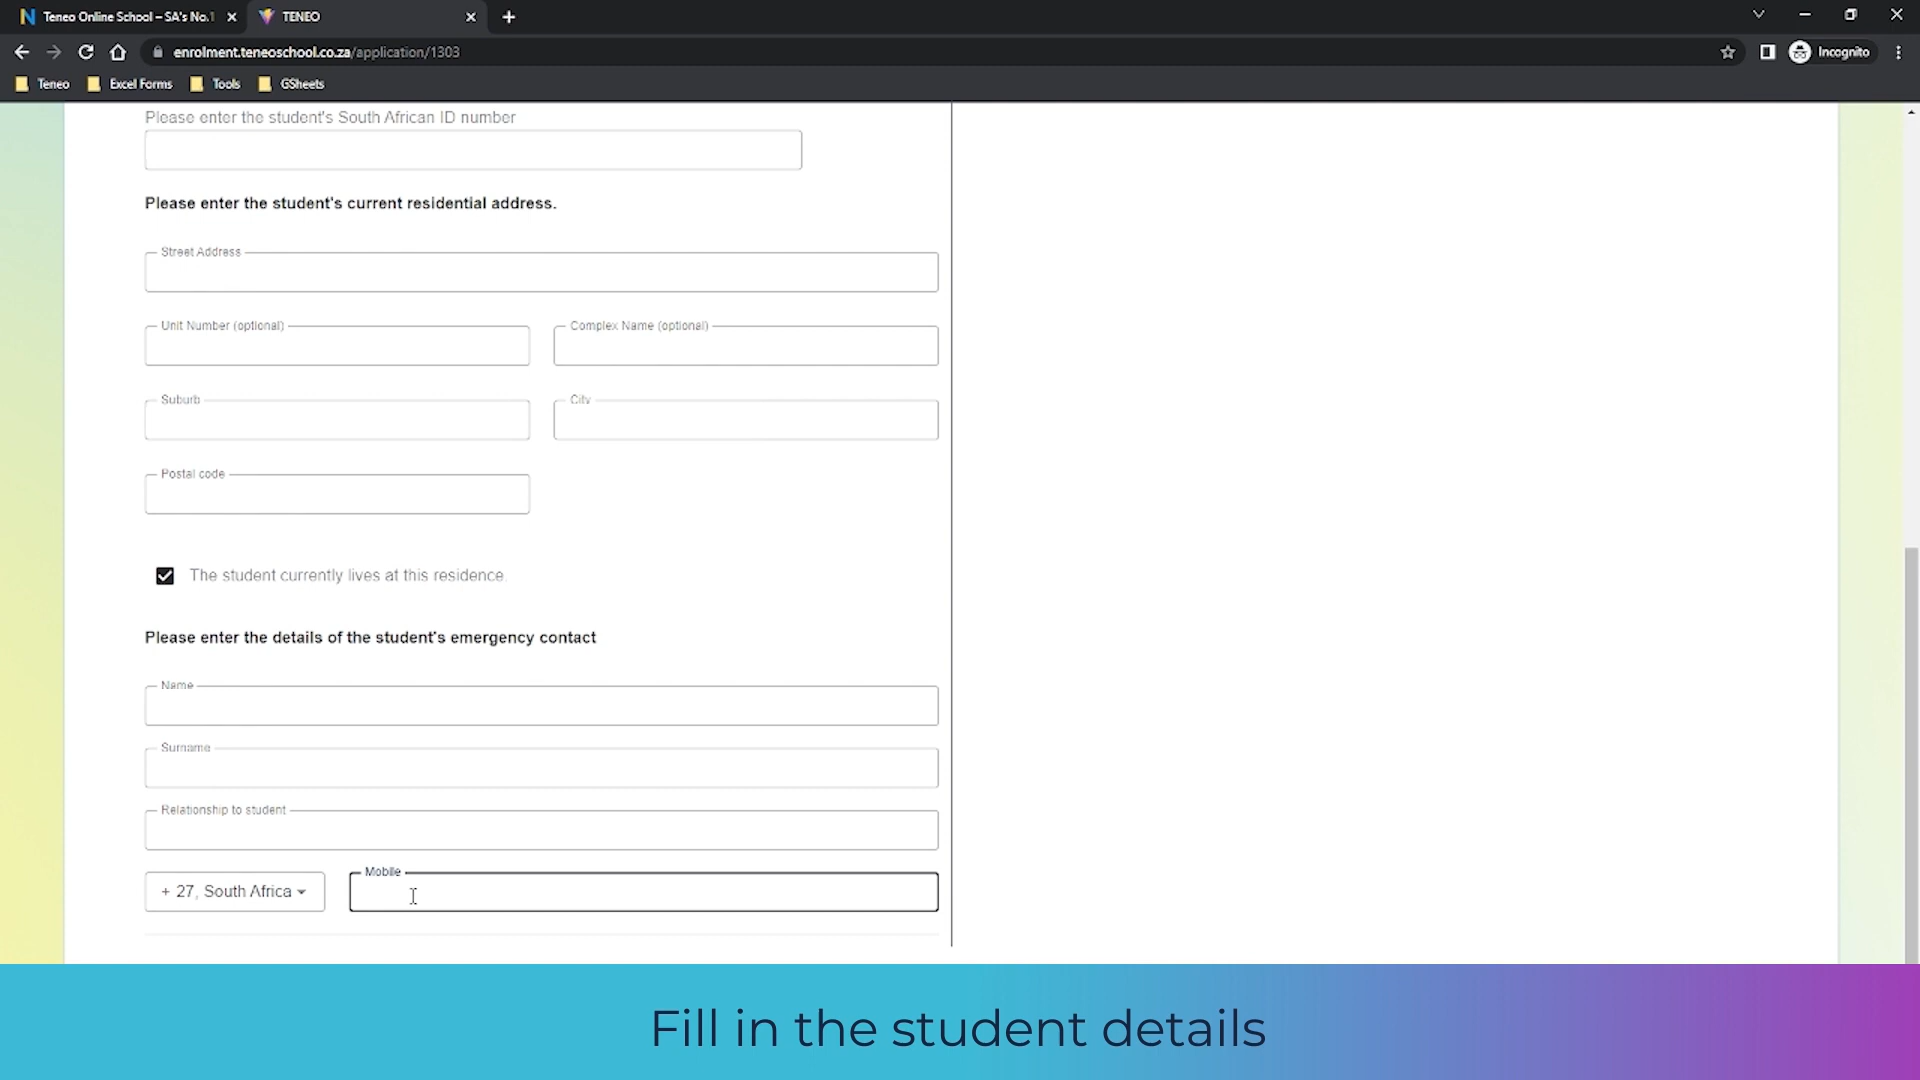 Teneo Online School – SA's No.1
TENEO
enrolment.teneoschool.co.za/application/1303
Incognito
Teneo
Excel Forms
Tools
GSheets
Please enter the student's South African ID number
Please enter the student's current residential address.
Street Address
Unit Number (optional)
Complex Name (optional)
Suburb
City
Postal code
The student currently lives at this residence.
Please enter the details of the student's emergency contact
Name
Surname
Relationship to student
Mobile
+ 27, South Africa
Fill in the student details